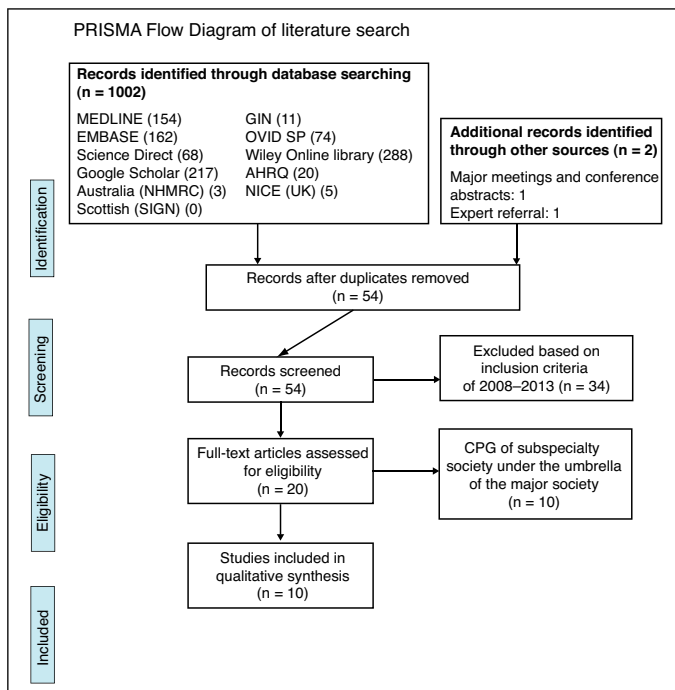 PRISMA Flow Diagram of literature search
Records identified through database searching
(n = 1002)
MEDLINE (154)
EMBASE (162)
Science Direct (68)
Google Scholar (217)
Australia (NHMRC) (3)
Scottish (SIGN) (0)
GIN (11)
OVID SP (74)
Wiley Online library (288)
AHRQ (20)
NICE (UK) (5)
Additional records identified
through other sources (n = 2)
Major meetings and conference
abstracts: 1
Expert referral: 1
Identification
Records after duplicates removed
(n = 54)
Screening
Records screened
(n = 54)
Excluded based on
inclusion criteria
of 2008–2013 (n = 34)
Eligibility
Full-text articles assessed
for eligibility
(n = 20)
CPG of subspecialty
society under the umbrella
of the major society
(n = 10)
Included
Studies included in
qualitative synthesis
(n = 10)